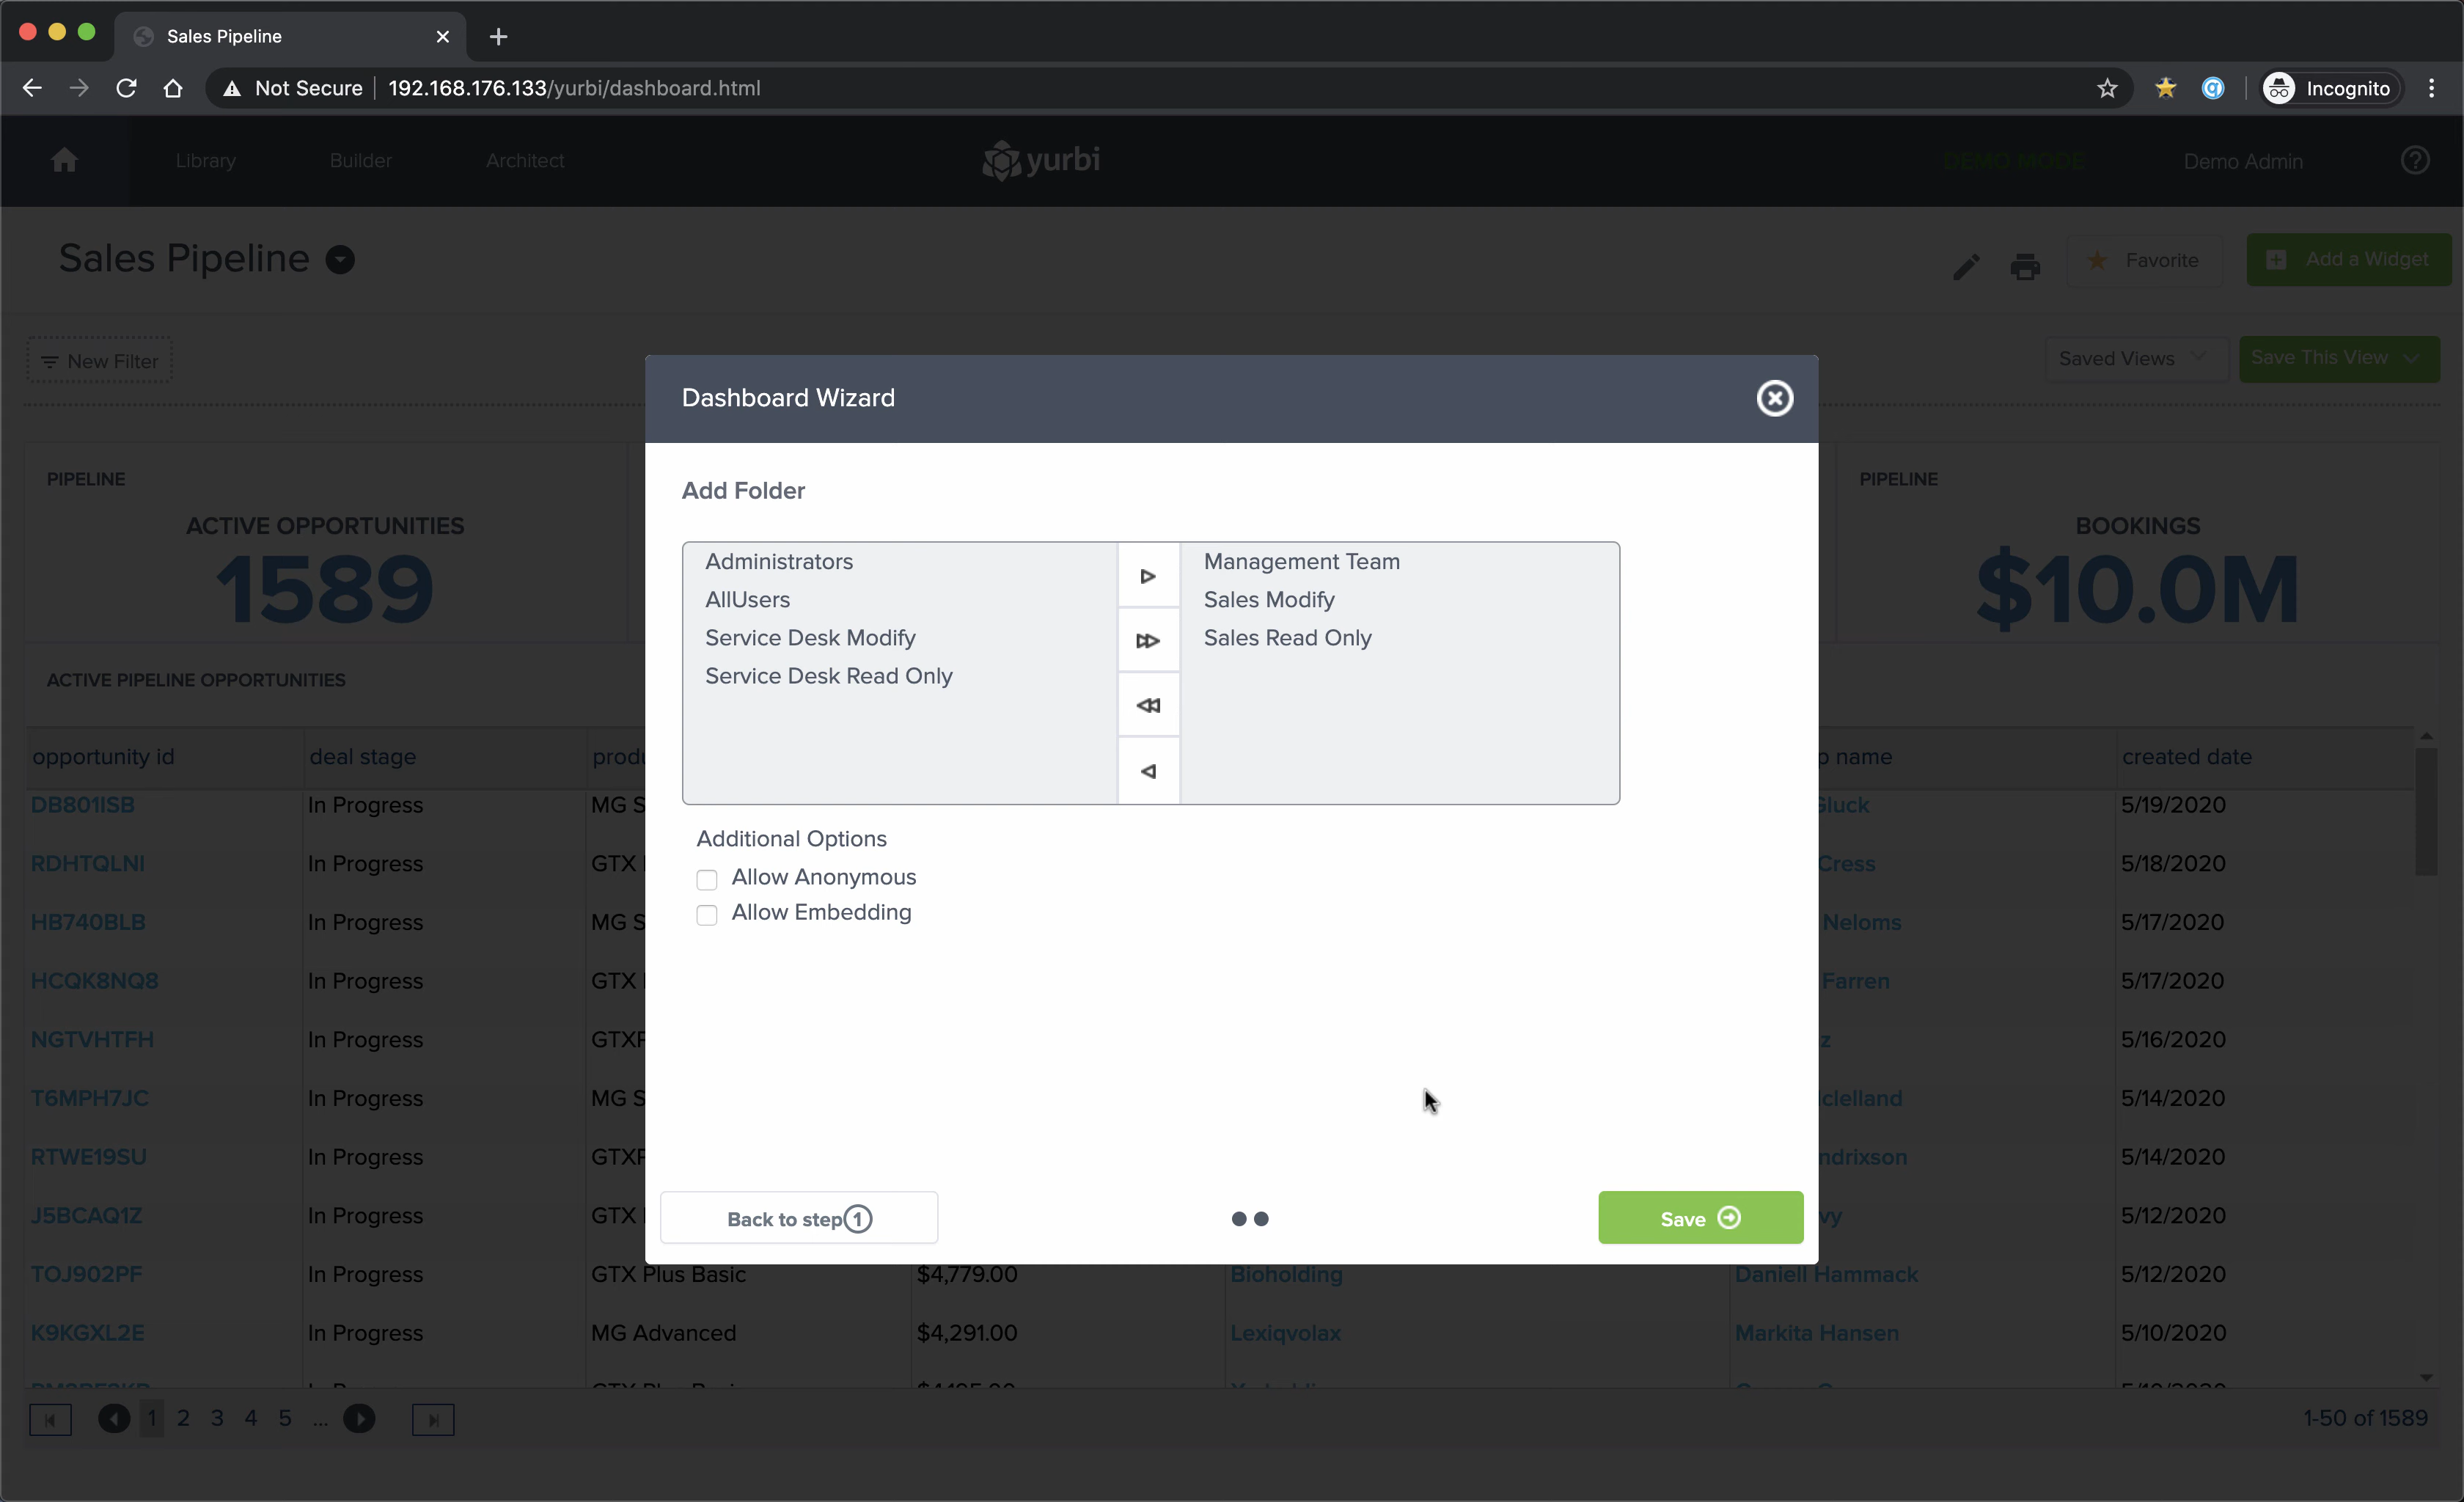 Sales Pipeline
Not Secure 192.168.176.133/yurbi/dashboard.html Incognito
Library Builder Architect yurbi DEMO MODE Demo Admin
Sales Pipeline Favorite Add a Widget
New Filter Saved Views Save This View
Dashboard Wizard
Add Folder
Administrators
AllUsers
Service Desk Modify
Service Desk Read Only
Management Team
Sales Modify
Sales Read Only
Additional Options
Allow Anonymous
Allow Embedding
Back to step 1 Save
PIPELINE
ACTIVE OPPORTUNITIES
1589
PIPELINE
BOOKINGS
$10.0M
ACTIVE PIPELINE OPPORTUNITIES
opportunity id deal stage name created date
DB801ISB In Progress MG 5/19/2020
RDHTQLNI In Progress GTX Cress 5/18/2020
HB740BLB In Progress MG Neloms 5/17/2020
HCQK8NQ8 In Progress GTX Farren 5/17/2020
NGTVHTFH In Progress 5/16/2020
T6MPH7JC In Progress MG 5/14/2020
RTWE19SU In Progress 5/14/2020
J5BCAQ1Z In Progress GTX 5/12/2020
TOJ902PF In Progress GTX Plus Basic $4,779.00 Bioholding Daniell Hammack 5/12/2020
K9KGXL2E In Progress MG Advanced $4,291.00 Lexiqvolax Markita Hansen 5/10/2020
1 2 3 4 5 ... 1-50 of 1589